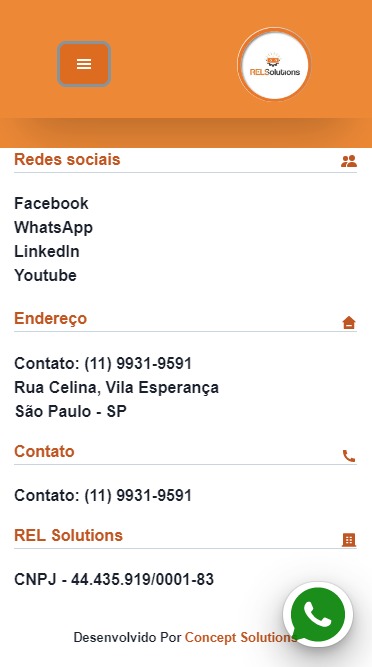 RELSolutions
Redes sociais
Facebook
WhatsApp
LinkedIn
Youtube
Endereço
Contato: (11) 9931-9591
Rua Celina, Vila Esperança
São Paulo - SP
Contato
Contato: (11) 9931-9591
REL Solutions
CNPJ - 44.435.919/0001-83
Desenvolvido Por Concept Solutions